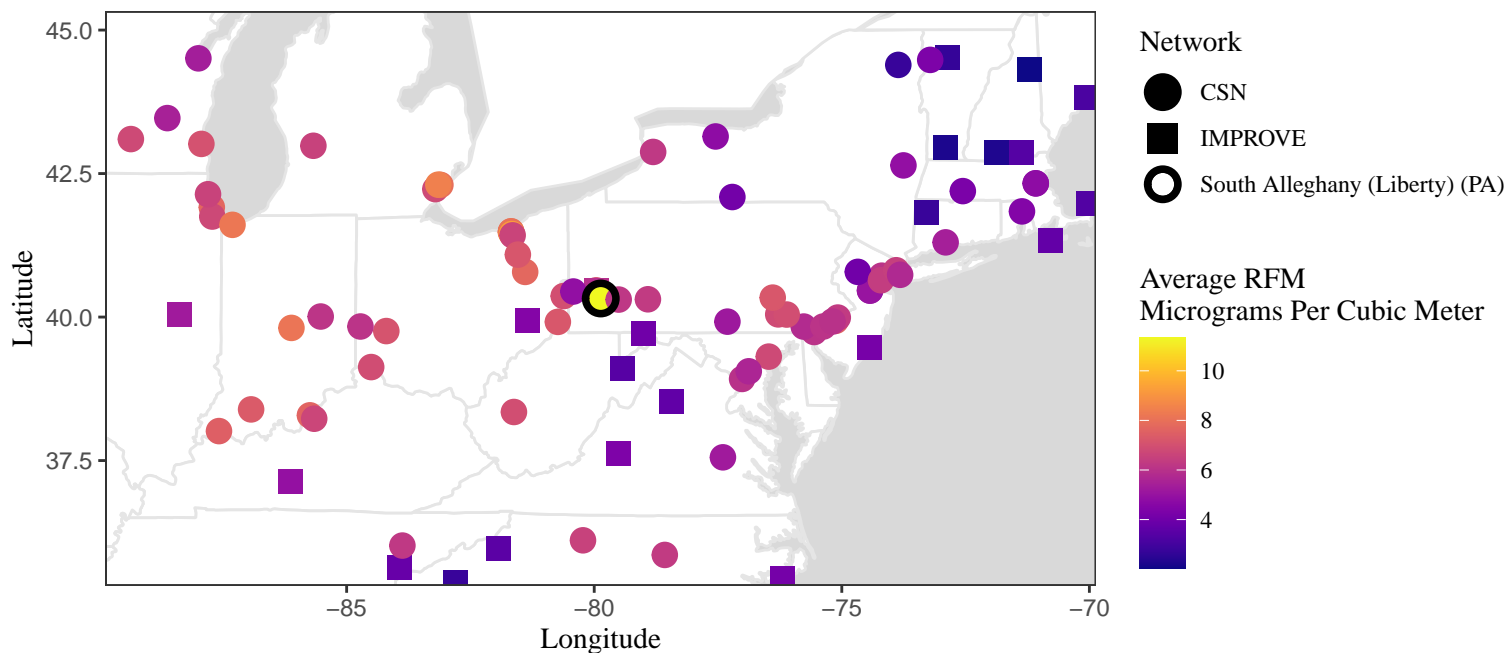 45.0
42.5
40.0
37.5
Latitude
−85
−80
−75
−70
Longitude
Network
CSN
IMPROVE
South Alleghany (Liberty) (PA)
Average RFM
Micrograms Per Cubic Meter
10
8
6
4